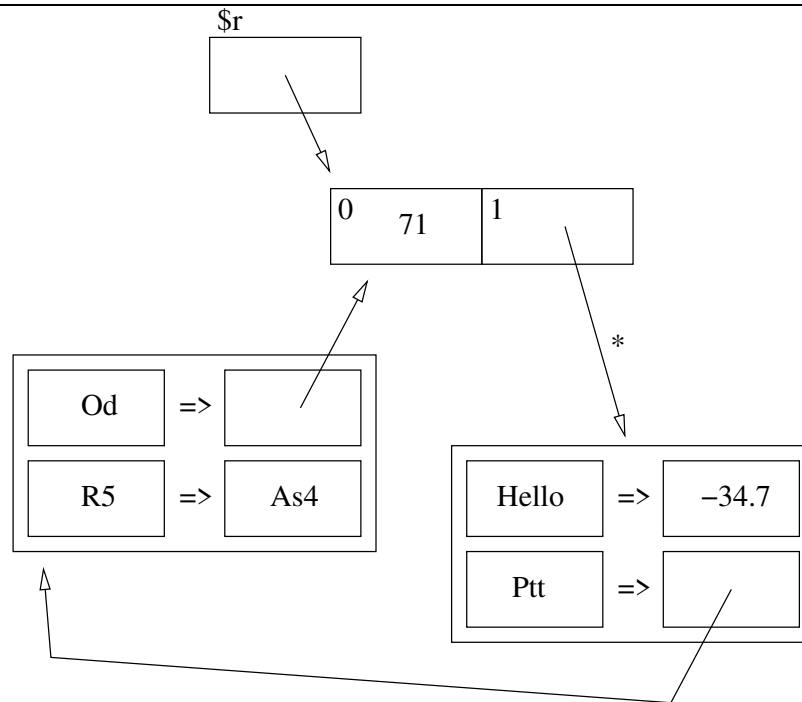 $r
0 71 1
*
Od => 
R5 => As4
Hello => −34.7
Ptt =>